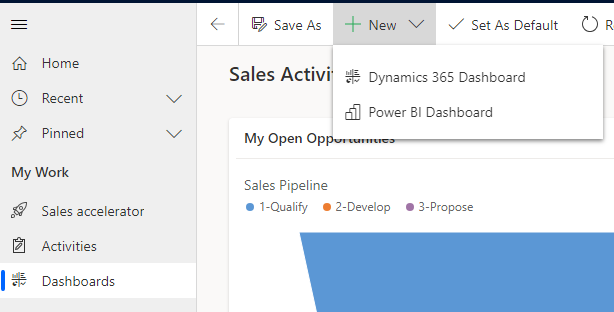 Save As
New
Set As Default
Home
Recent
Pinned
My Work
Sales accelerator
Activities
Dashboards
Sales Activi
Dynamics 365 Dashboard
Power BI Dashboard
My Open Opportunities
Sales Pipeline
1-Qualify 2-Develop 3-Propose